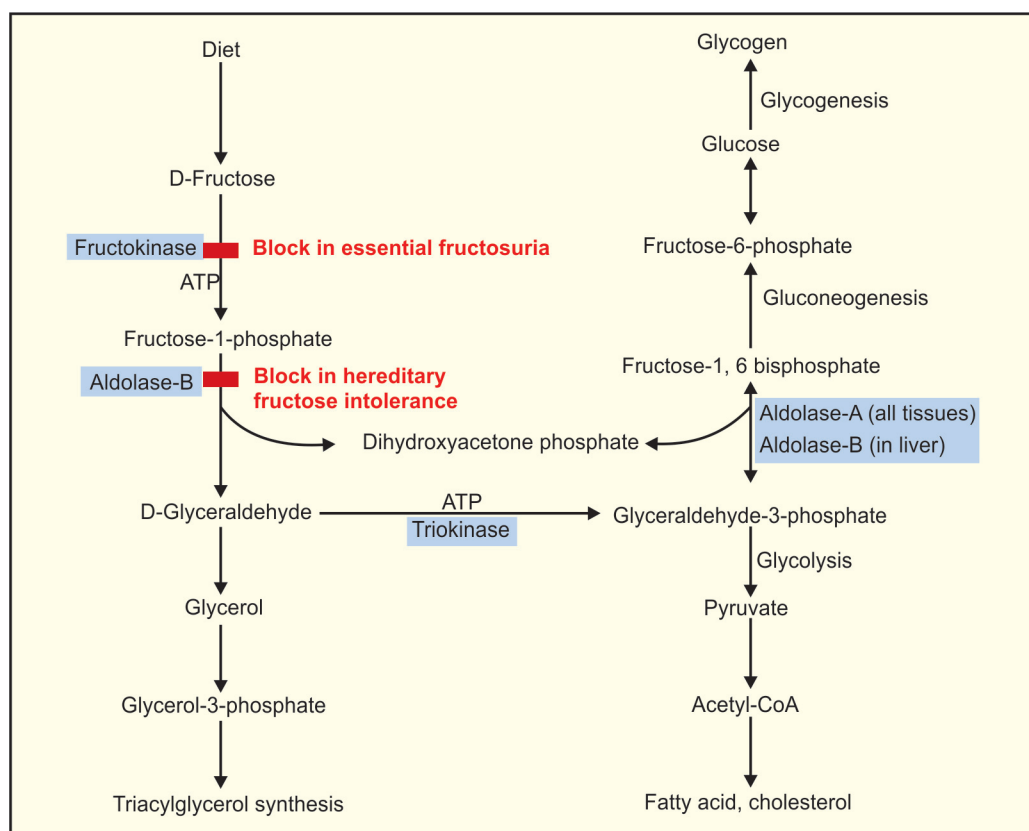 Diet
D-Fructose
Fructokinase
Block in essential fructosuria
ATP
Fructose-1-phosphate
Aldolase-B
Block in hereditary
fructose intolerance
Dihydroxyacetone phosphate
D-Glyceraldehyde
ATP
Triokinase
Glycerol
Glycerol-3-phosphate
Triacylglycerol synthesis
Glycogen
Glycogenesis
Glucose
Fructose-6-phosphate
Gluconeogenesis
Fructose-1, 6 bisphosphate
Aldolase-A (all tissues)
Aldolase-B (in liver)
Glyceraldehyde-3-phosphate
Glycolysis
Pyruvate
Acetyl-CoA
Fatty acid, cholesterol